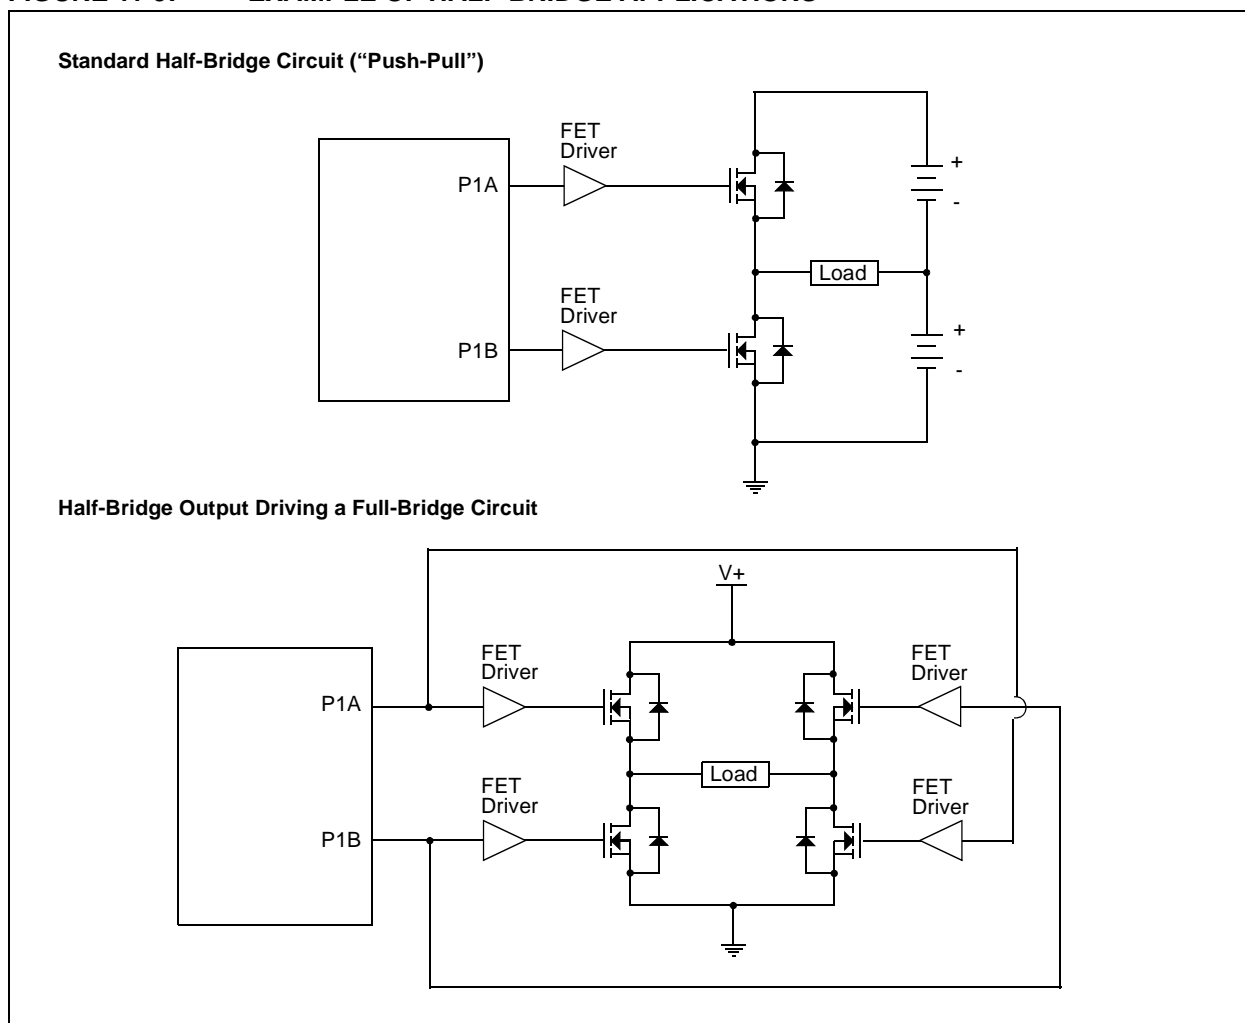 Standard Half-Bridge Circuit (“Push-Pull”)
FET
Driver
P1A
+
-
Load
FET
Driver
P1B
+
-
Half-Bridge Output Driving a Full-Bridge Circuit
V+
FET
Driver
FET
Driver
P1A
Load
FET
Driver
FET
Driver
P1B